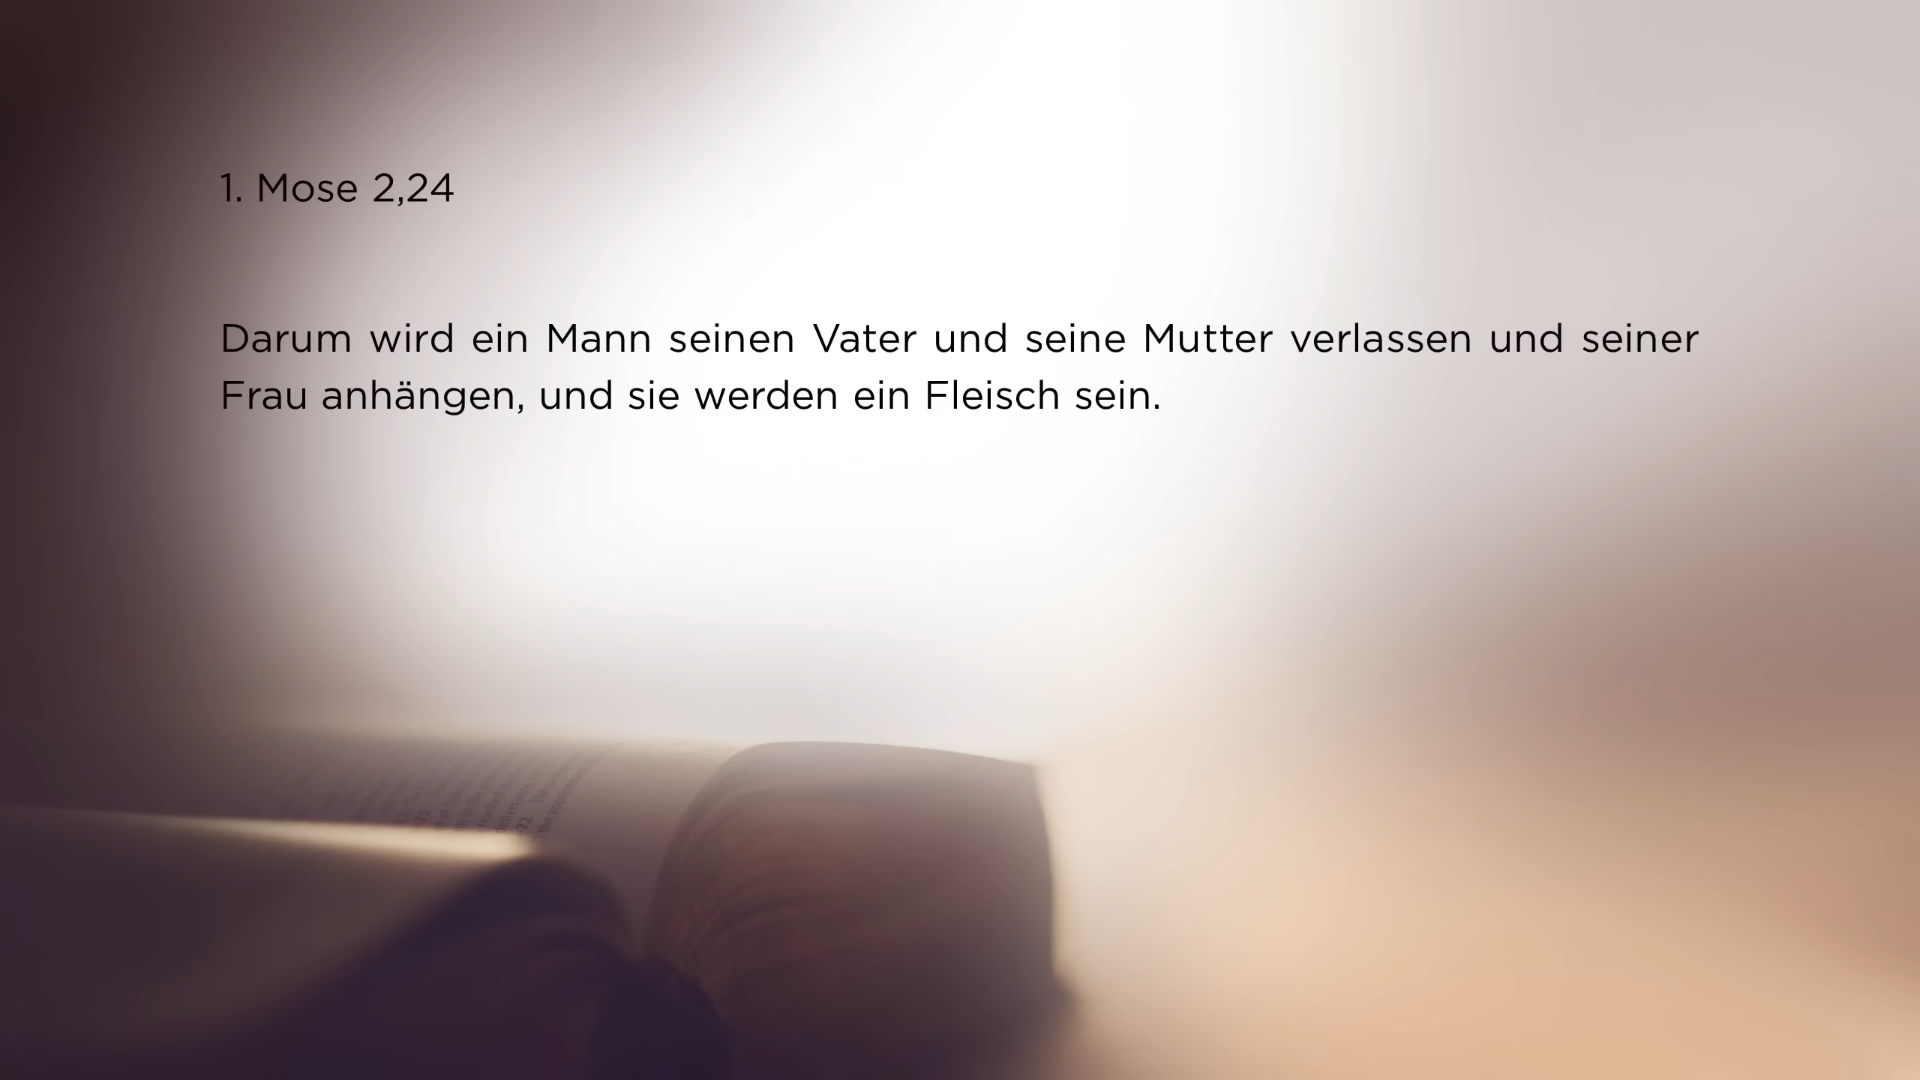 1. Mose 2,24
Darum wird ein Mann seinen Vater und seine Mutter verlassen und seiner
Frau anhängen, und sie werden ein Fleisch sein.